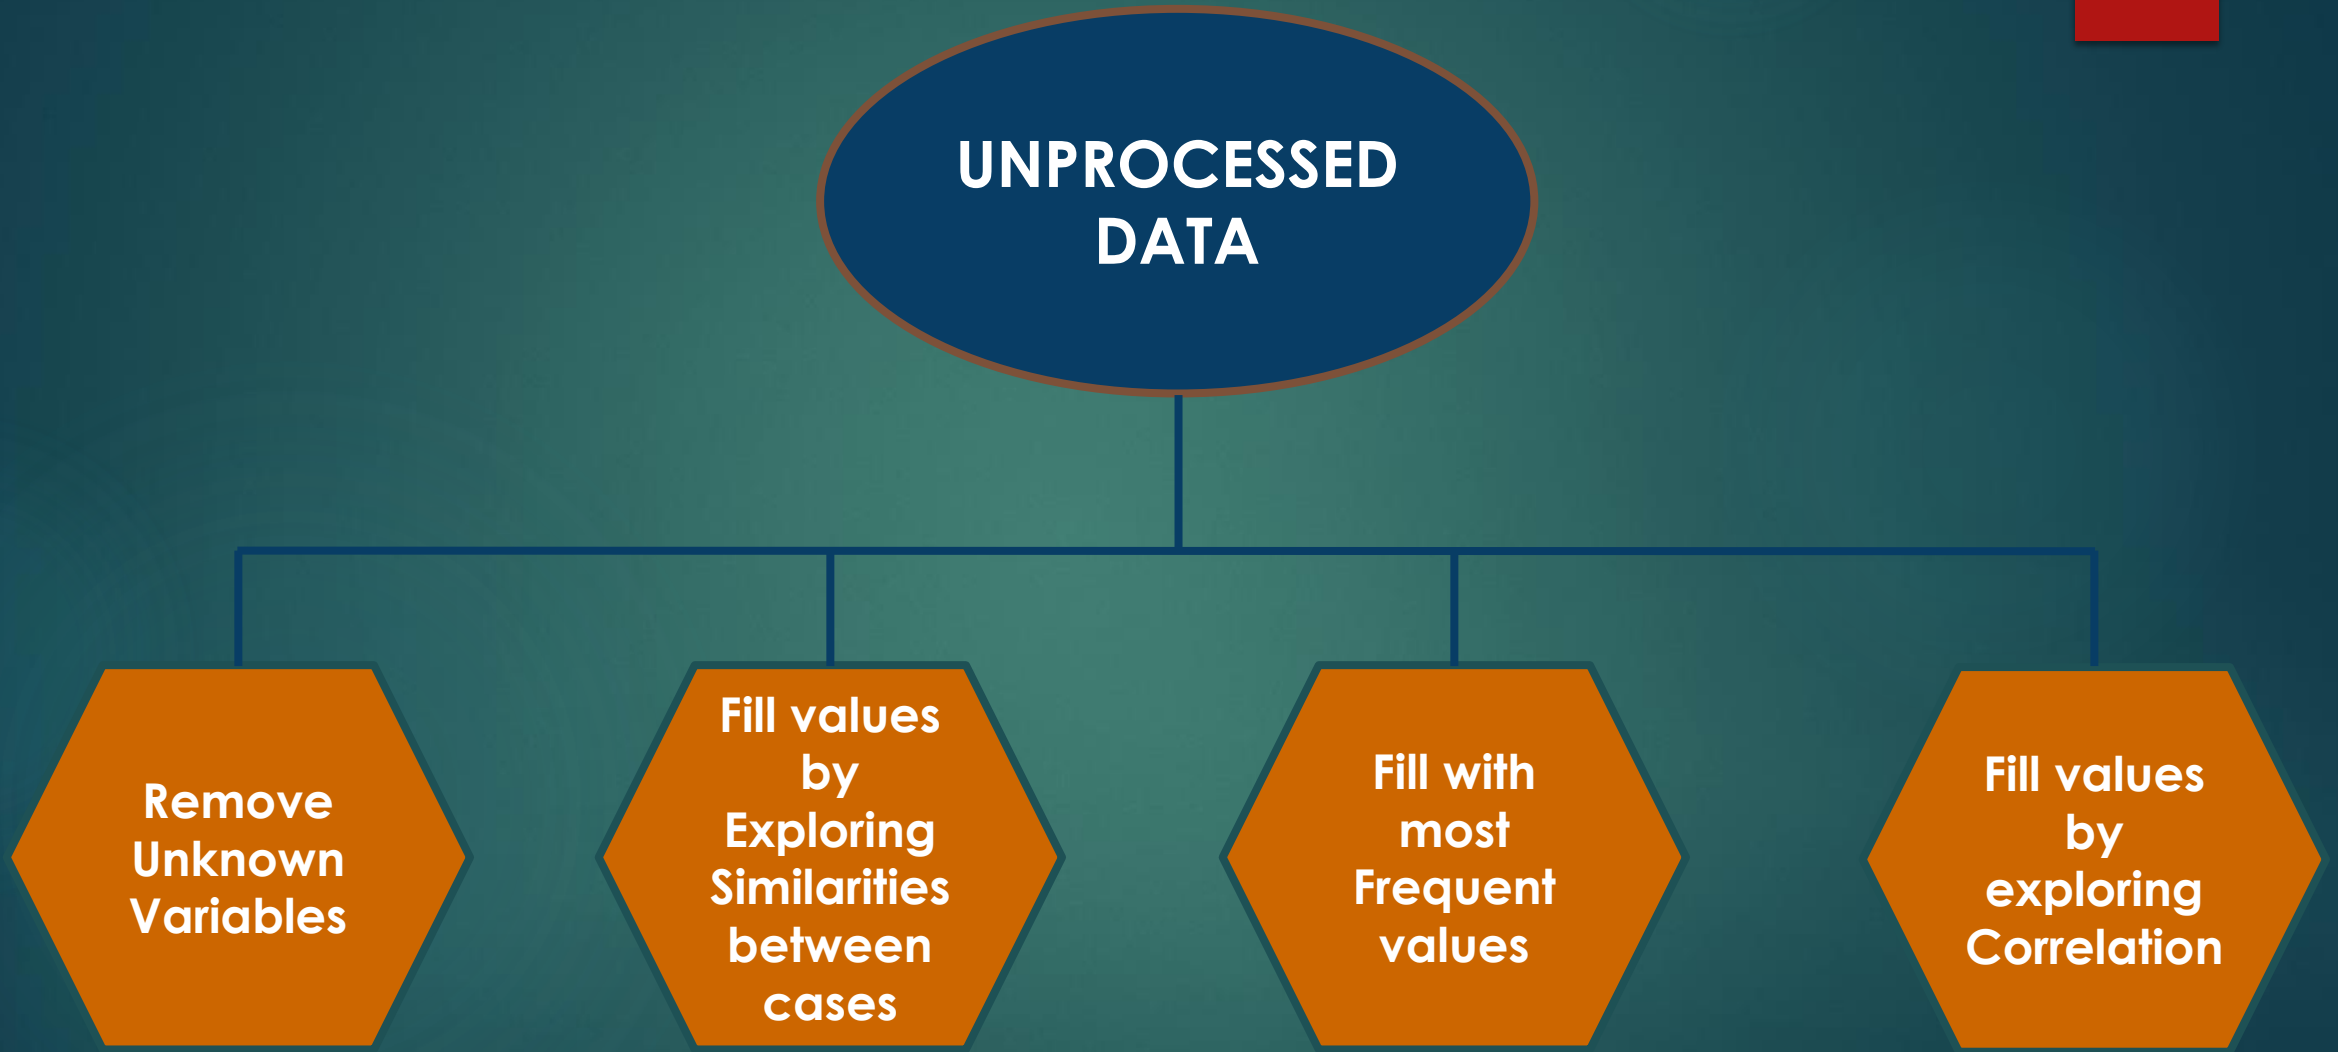 UNPROCESSED
DATA
Remove
Unknown
Variables
Fill values
by
Exploring
Similarities
between
cases
Fill with
most
Frequent
values
Fill values
by
exploring
Correlation